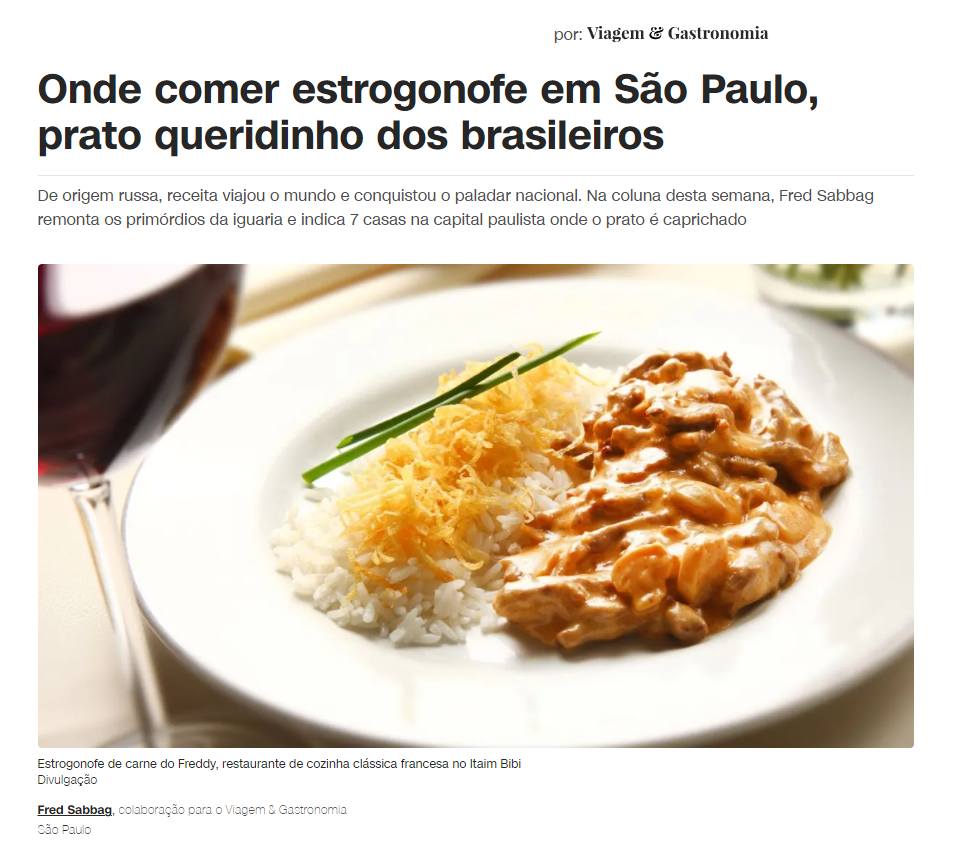 por: Viagem & Gastronomia
Onde comer estrogonofe em São Paulo,
prato queridinho dos brasileiros
De origem russa, receita viajou o mundo e conquistou o paladar nacional. Na coluna desta semana, Fred Sabbag
remonta os primórdios da iguaria e indica 7 casas na capital paulista onde o prato é caprichado
Estrogonofe de carne do Freddy, restaurante de cozinha clássica francesa no Itaim Bibi
Divulgação
Fred Sabbag, colaboração para o Viagem & Gastronomia
São Paulo